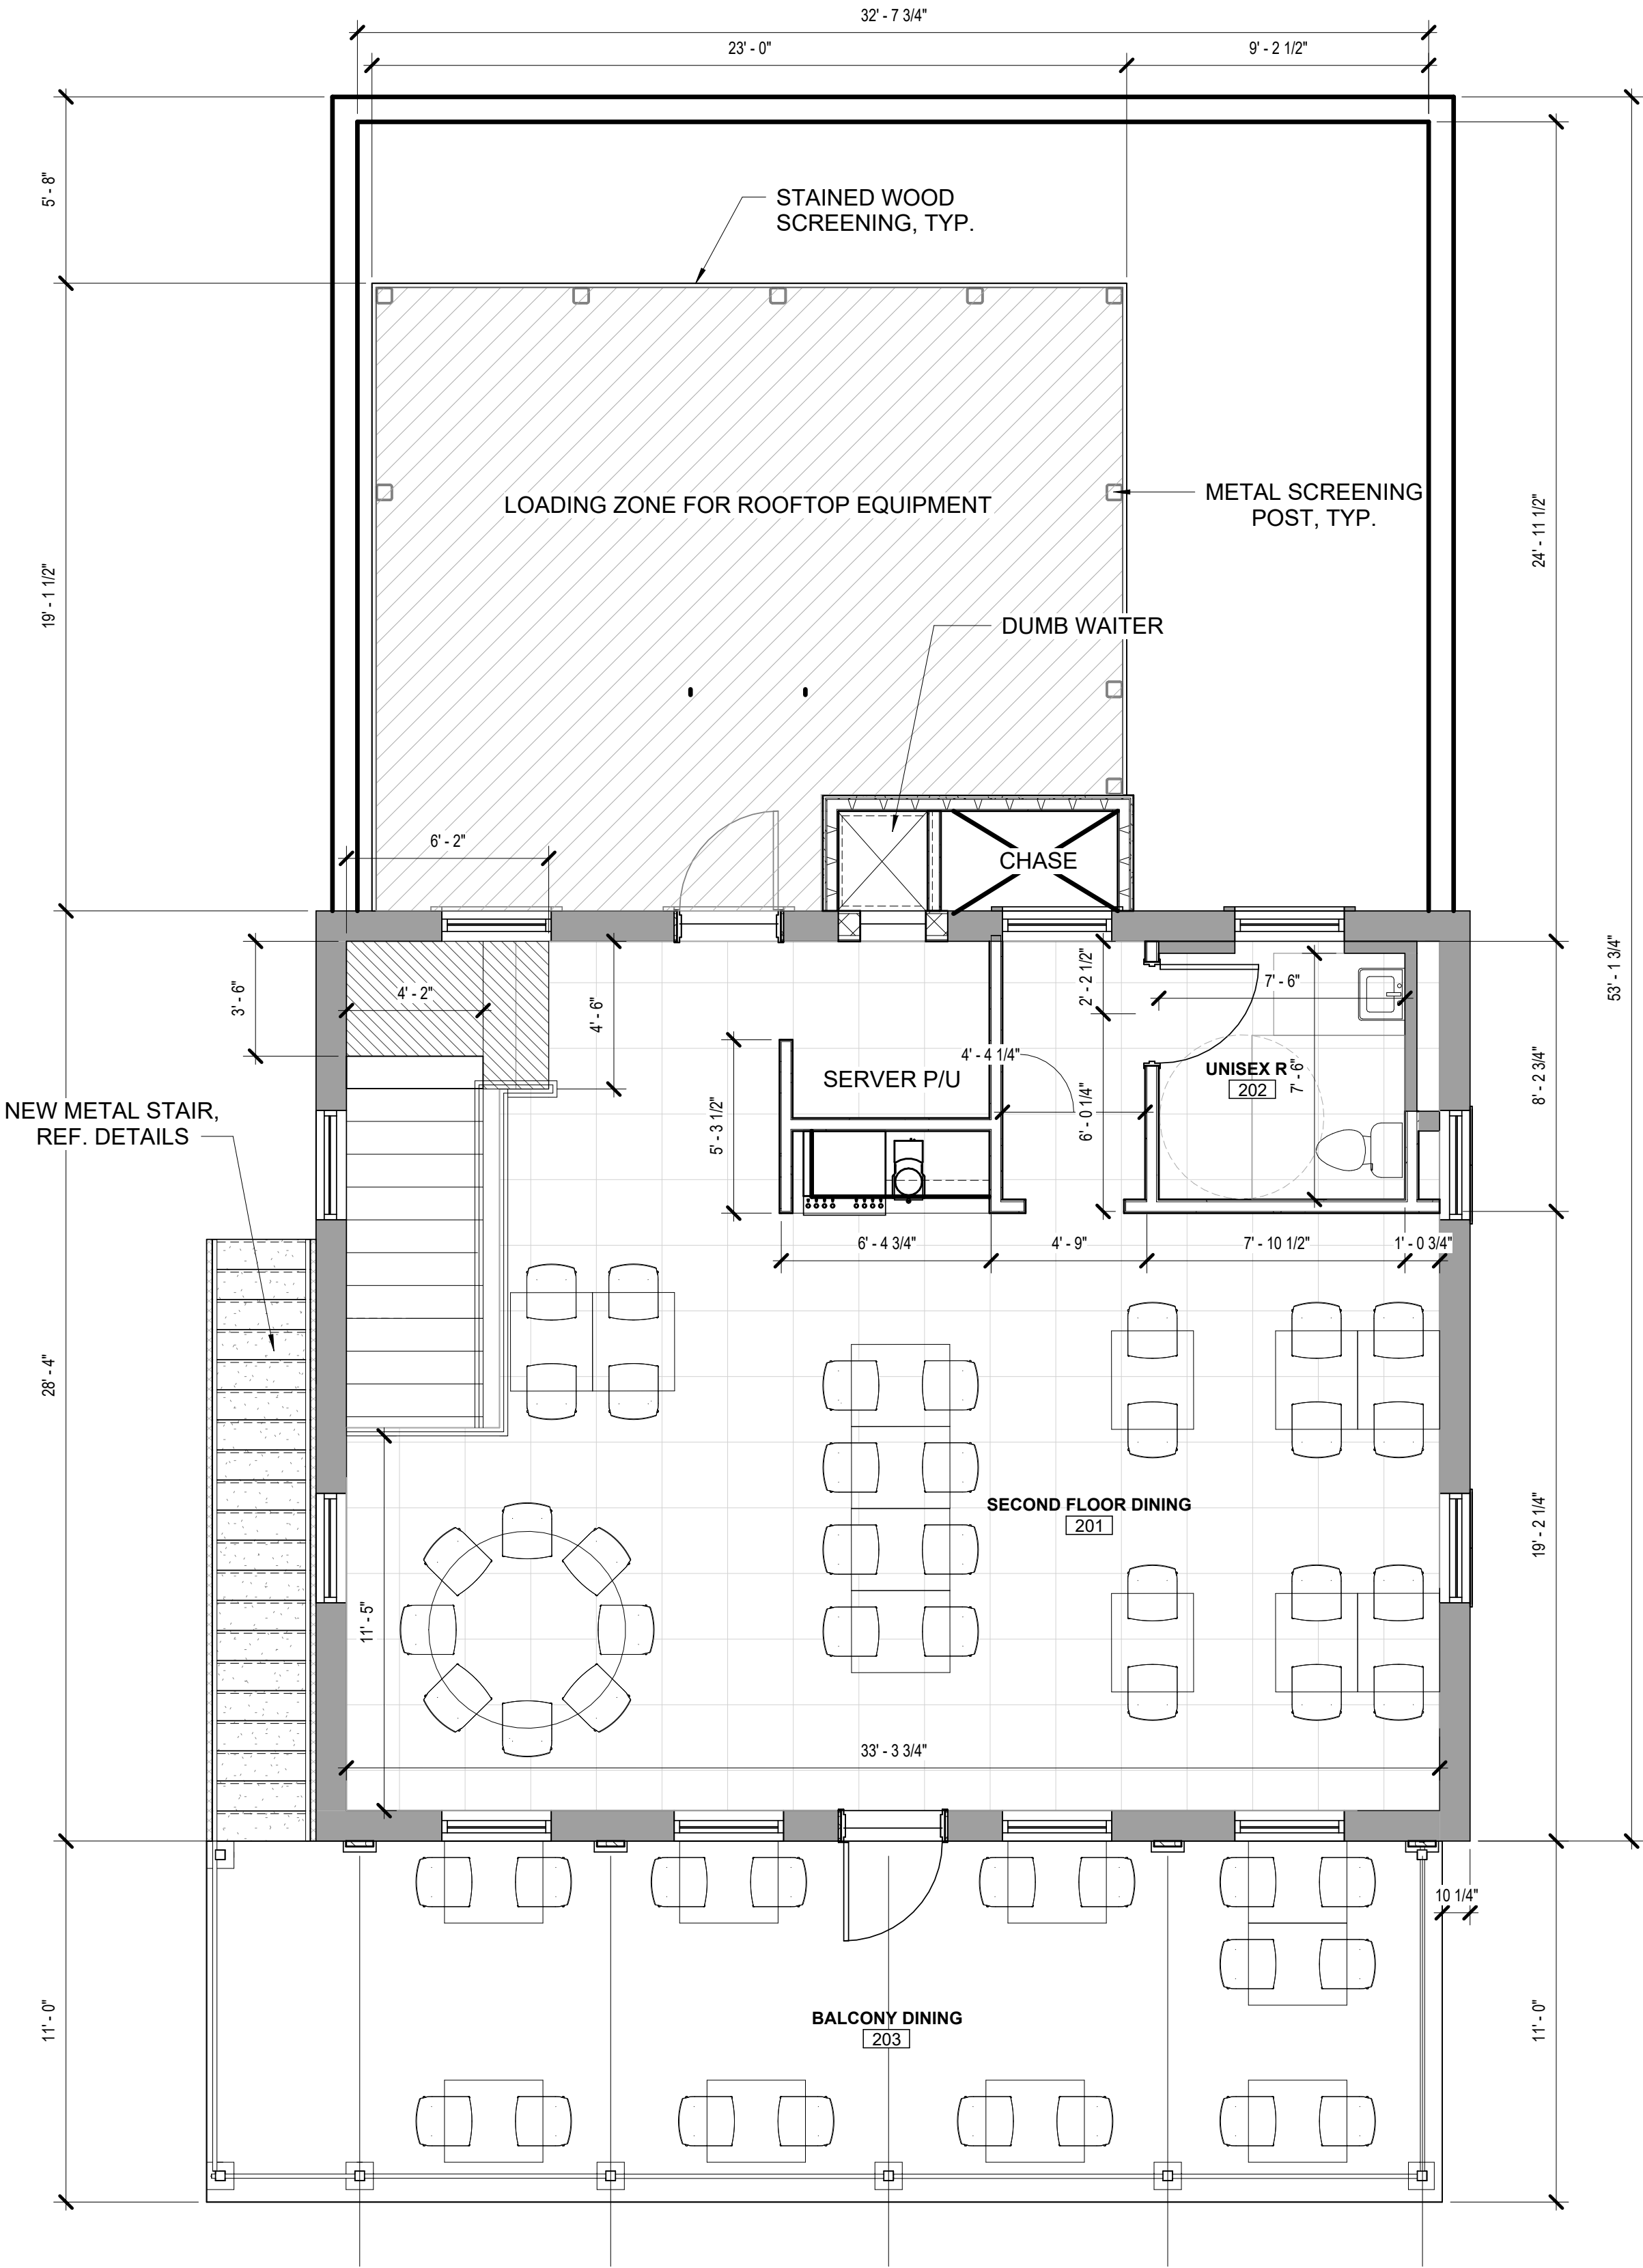 32' - 7 3/4"
23' - 0"
9' - 2 1/2"
5' - 8"
STAINED WOOD
SCREENING, TYP.
LOADING ZONE FOR ROOFTOP EQUIPMENT
METAL SCREENING
POST, TYP.
24' - 11 1/2"
19' - 1 1/2"
DUMB WAITER
6' - 2"
CHASE
53' - 1 3/4"
3' - 6"
4' - 2"
4' - 6"
2' - 2 1/2"
7' - 6"
4' - 4 1/4"
SERVER P/U
UNISEX R
202
7' - 6"
8' - 2 3/4"
NEW METAL STAIR,
REF. DETAILS
5' - 3 1/2"
6' - 0 1/4"
6' - 4 3/4"
4' - 9"
7' - 10 1/2"
1' - 0 3/4"
28' - 4"
SECOND FLOOR DINING
201
19' - 2 1/4"
11' - 5"
33' - 3 3/4"
10 1/4"
BALCONY DINING
203
11' - 0"
11' - 0"